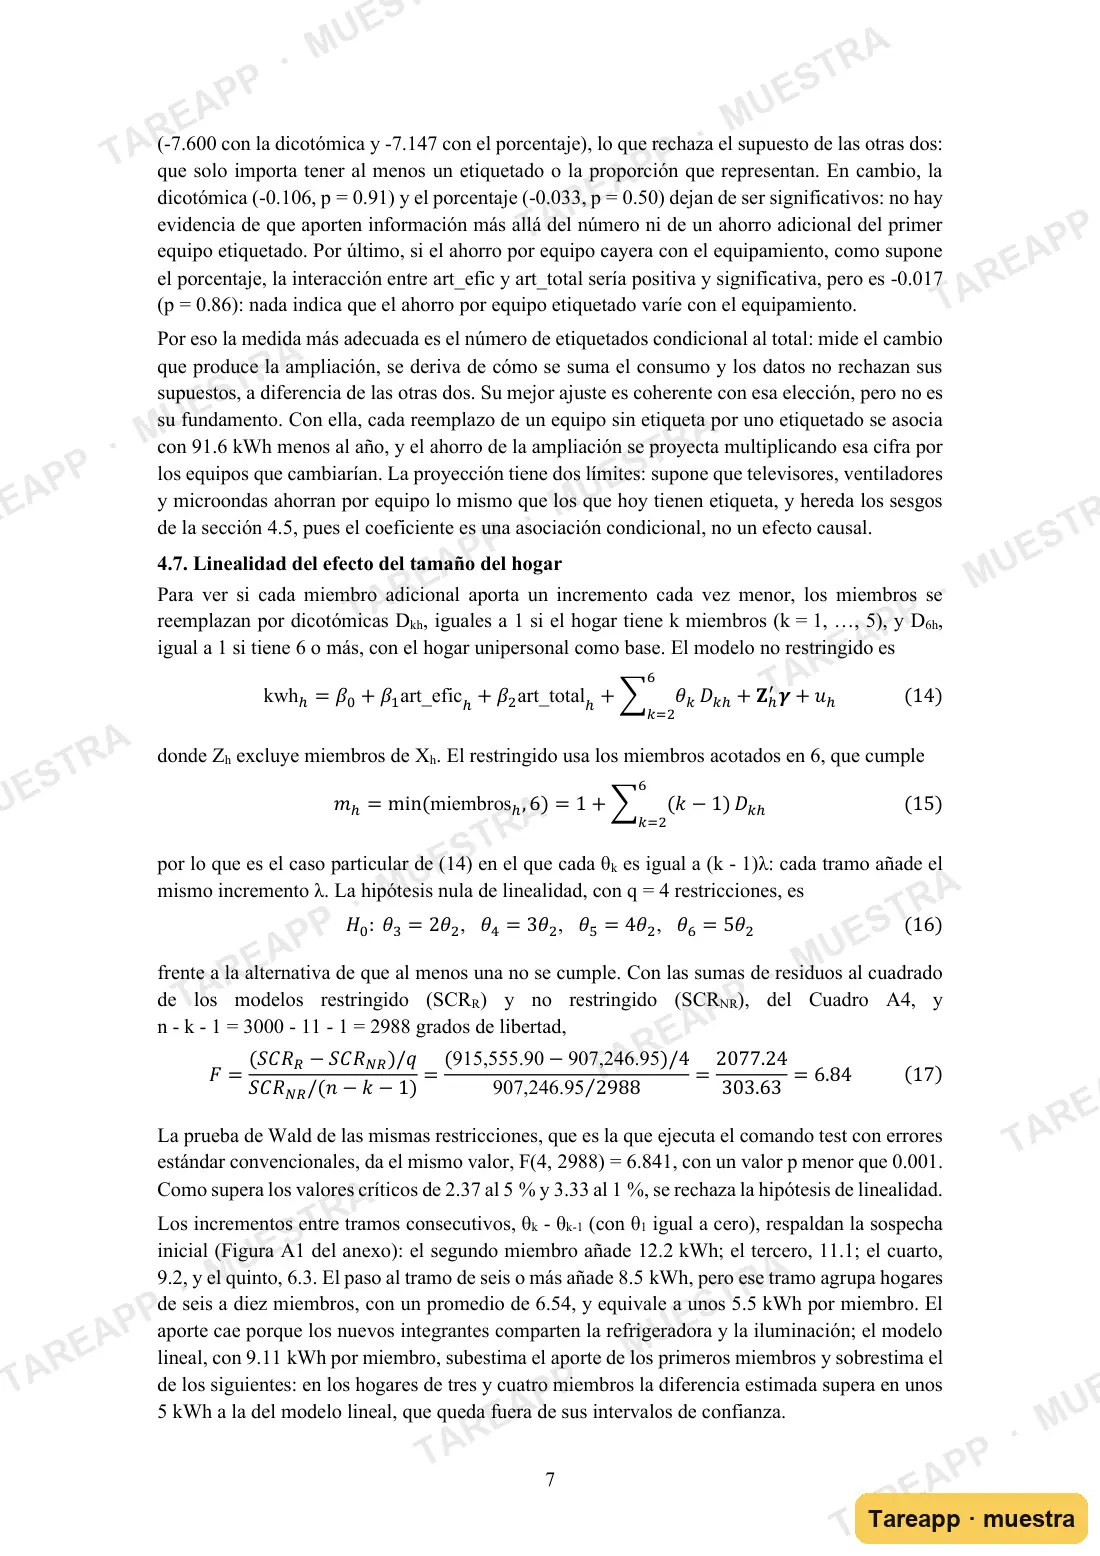 (-7.600 con la dicotómica y -7.147 con el porcentaje), lo que rechaza el supuesto de las otras dos:
que solo importa tener al menos un etiquetado o la proporción que representan. En cambio, la
dicotómica (-0.106, p = 0.91) y el porcentaje (-0.033, p = 0.50) dejan de ser significativos: no hay
evidencia de que aporten información más allá del número ni de un ahorro adicional del primer
equipo etiquetado. Por último, si el ahorro por equipo cayera con el equipamiento, como supone
el porcentaje, la interacción entre art_efic y art_total sería positiva y significativa, pero es -0.017
(p = 0.86): nada indica que el ahorro por equipo etiquetado varíe con el equipamiento.
Por eso la medida más adecuada es el número de etiquetados condicional al total: mide el cambio
que produce la ampliación, se deriva de cómo se suma el consumo y los datos no rechazan sus
supuestos, a diferencia de las otras dos. Su mejor ajuste es coherente con esa elección, pero no es
su fundamento. Con ella, cada reemplazo de un equipo sin etiqueta por uno etiquetado se asocia
con 91.6 kWh menos al año, y el ahorro de la ampliación se proyecta multiplicando esa cifra por
los equipos que cambiarían. La proyección tiene dos límites: supone que televisores, ventiladores
y microondas ahorran por equipo lo mismo que los que hoy tienen etiqueta, y hereda los sesgos
de la sección 4.5, pues el coeficiente es una asociación condicional, no un efecto causal.
4.7. Linealidad del efecto del tamaño del hogar
Para ver si cada miembro adicional aporta un incremento cada vez menor, los miembros se
reemplazan por dicotómicas Dₖₕ, iguales a 1 si el hogar tiene k miembros (k = 1, …, 5), y D₆ₕ,
igual a 1 si tiene 6 o más, con el hogar unipersonal como base. El modelo no restringido es
kwhₕ = β₀ + β₁art_eficₕ + β₂art_totalₕ + ∑_{k=2}^{6} θₖ Dₖₕ + Z′ₕγ + uₕ (14)
donde Zₕ excluye miembros de Xₕ. El restringido usa los miembros acotados en 6, que cumple
mₕ = min(miembrosₕ, 6) = 1 + ∑_{k=2}^{6} (k − 1) Dₖₕ (15)
por lo que es el caso particular de (14) en el que cada θₖ es igual a (k - 1)λ: cada tramo añade el
mismo incremento λ. La hipótesis nula de linealidad, con q = 4 restricciones, es
H₀: θ₃ = 2θ₂, θ₄ = 3θ₂, θ₅ = 4θ₂, θ₆ = 5θ₂ (16)
frente a la alternativa de que al menos una no se cumple. Con las sumas de residuos al cuadrado
de los modelos restringido (SCR_R) y no restringido (SCR_NR), del Cuadro A4, y
n - k - 1 = 3000 - 11 - 1 = 2988 grados de libertad,
F = ((SCR_R − SCR_NR)/q)/(SCR_NR/(n − k − 1)) = ((915,555.90 − 907,246.95)/4)/(907,246.95/2988) = 2077.24/303.63 = 6.84 (17)
La prueba de Wald de las mismas restricciones, que es la que ejecuta el comando test con errores
estándar convencionales, da el mismo valor, F(4, 2988) = 6.841, con un valor p menor que 0.001.
Como supera los valores críticos de 2.37 al 5 % y 3.33 al 1 %, se rechaza la hipótesis de linealidad.
Los incrementos entre tramos consecutivos, θₖ - θₖ₋₁ (con θ₁ igual a cero), respaldan la sospecha
inicial (Figura A1 del anexo): el segundo miembro añade 12.2 kWh; el tercero, 11.1; el cuarto,
9.2, y el quinto, 6.3. El paso al tramo de seis o más añade 8.5 kWh, pero ese tramo agrupa hogares
de seis a diez miembros, con un promedio de 6.54, y equivale a unos 5.5 kWh por miembro. El
aporte cae porque los nuevos integrantes comparten la refrigeradora y la iluminación; el modelo
lineal, con 9.11 kWh por miembro, subestima el aporte de los primeros miembros y sobrestima el
de los siguientes: en los hogares de tres y cuatro miembros la diferencia estimada supera en unos
5 kWh a la del modelo lineal, que queda fuera de sus intervalos de confianza.
7
TAREAPP · MUESTRA
Tareapp · muestra